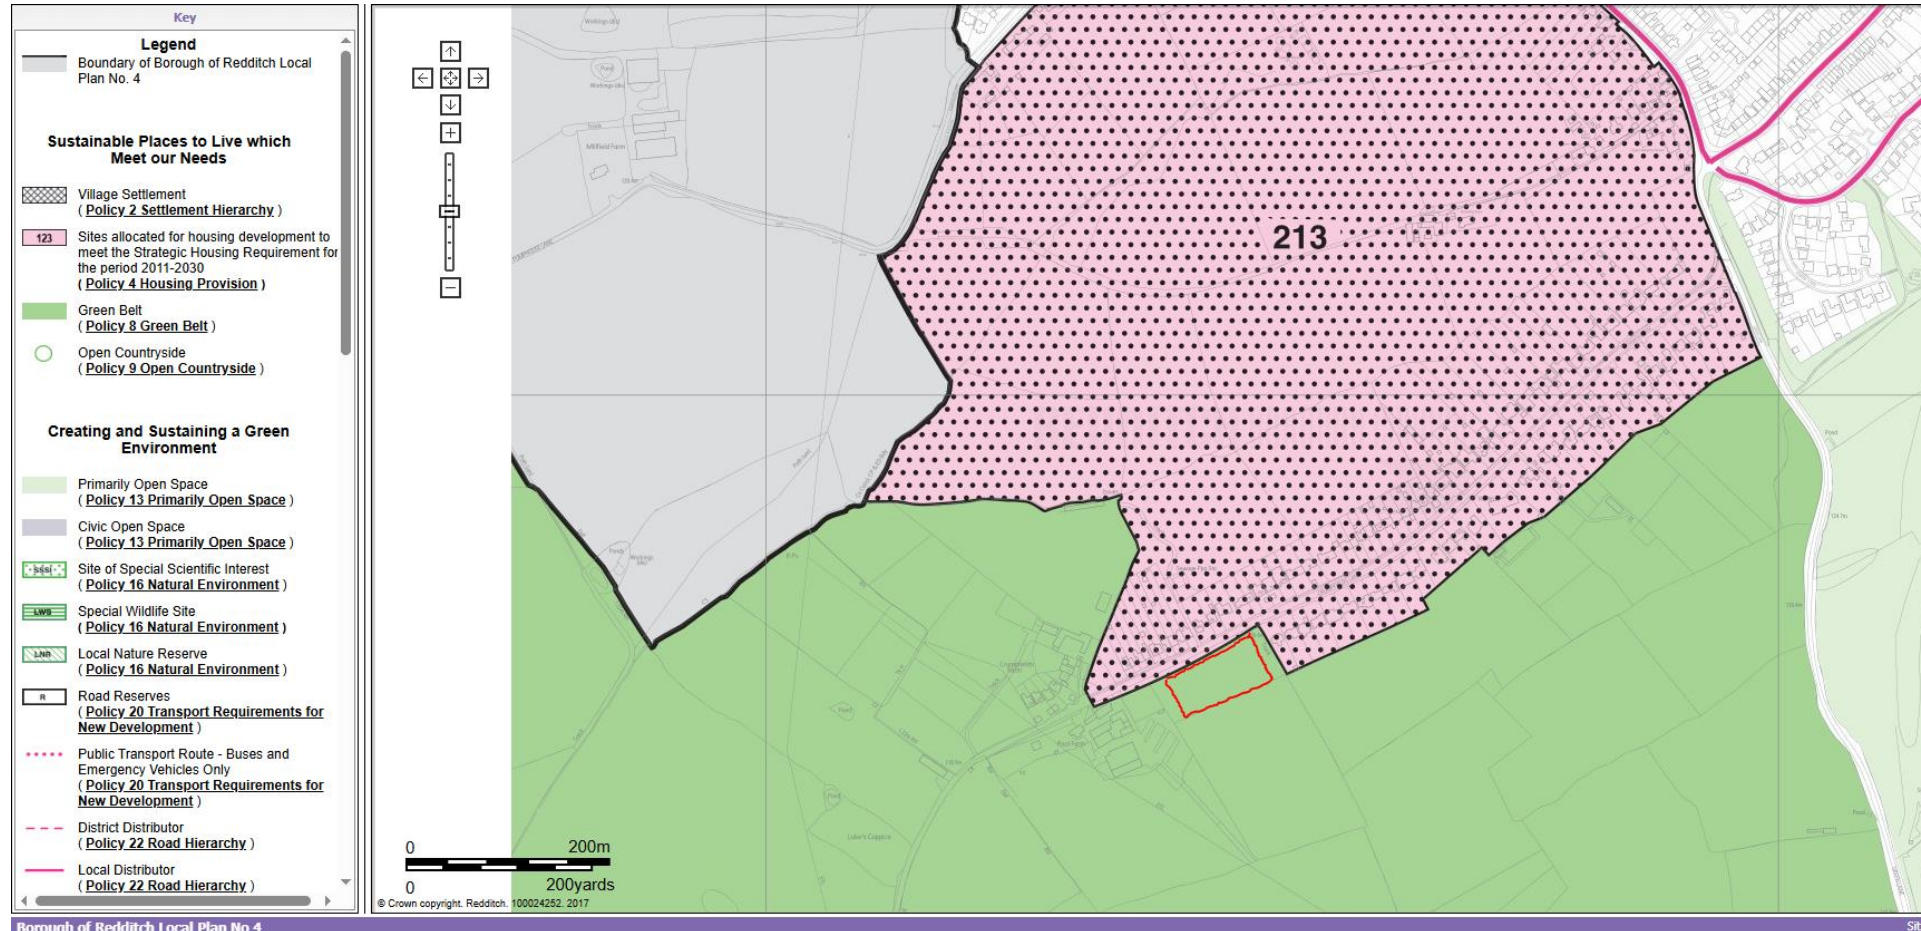 Key
Legend
Boundary of Borough of Redditch Local
Plan No. 4
Sustainable Places to Live which
Meet our Needs
Village Settlement
( Policy 2 Settlement Hierarchy )
123
Sites allocated for housing development to
meet the Strategic Housing Requirement for
the period 2011-2030
( Policy 4 Housing Provision )
Green Belt
( Policy 8 Green Belt )
Open Countryside
( Policy 9 Open Countryside )
Creating and Sustaining a Green
Environment
Primarily Open Space
( Policy 13 Primarily Open Space )
Civic Open Space
( Policy 13 Primarily Open Space )
SSSI
Site of Special Scientific Interest
( Policy 16 Natural Environment )
LWS
Special Wildlife Site
( Policy 16 Natural Environment )
LNR
Local Nature Reserve
( Policy 16 Natural Environment )
R
Road Reserves
( Policy 20 Transport Requirements for
New Development )
Public Transport Route - Buses and
Emergency Vehicles Only
( Policy 20 Transport Requirements for
New Development )
District Distributor
( Policy 22 Road Hierarchy )
Local Distributor
( Policy 22 Road Hierarchy )
Millfield Farm
213
Pond
Lane's Coppice
0 200m
0 200yards
© Crown copyright. Redditch. 100024252. 2017
Borough of Redditch Local Plan No 4